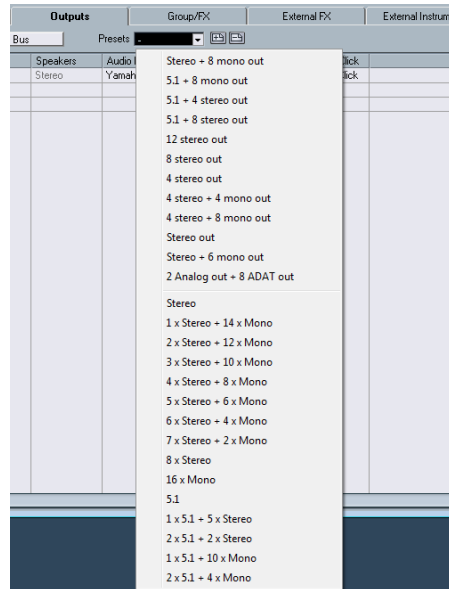 Outputs Group/FX External FX External Instrum
Bus Presets -
Speakers Audio Click
Stereo Yamah Click
Stereo + 8 mono out
5.1 + 8 mono out
5.1 + 4 stereo out
5.1 + 8 stereo out
12 stereo out
8 stereo out
4 stereo out
4 stereo + 4 mono out
4 stereo + 8 mono out
Stereo out
Stereo + 6 mono out
2 Analog out + 8 ADAT out
Stereo
1 x Stereo + 14 x Mono
2 x Stereo + 12 x Mono
3 x Stereo + 10 x Mono
4 x Stereo + 8 x Mono
5 x Stereo + 6 x Mono
6 x Stereo + 4 x Mono
7 x Stereo + 2 x Mono
8 x Stereo
16 x Mono
5.1
1 x 5.1 + 5 x Stereo
2 x 5.1 + 2 x Stereo
1 x 5.1 + 10 x Mono
2 x 5.1 + 4 x Mono